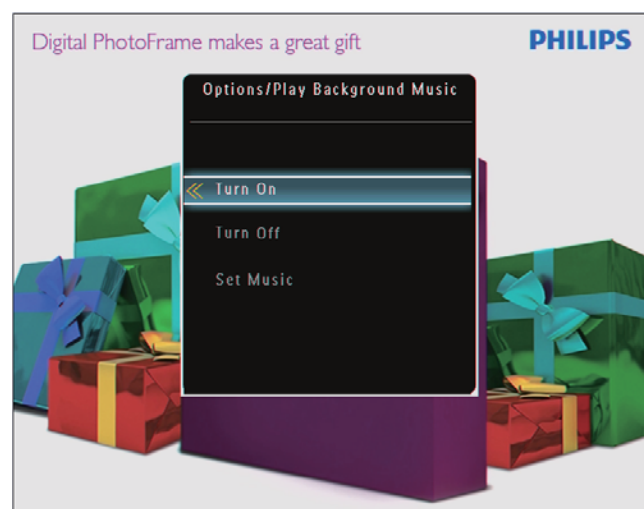 Digital PhotoFrame makes a great gift
PHILIPS
Options/Play Background Music
Turn On
Turn Off
Set Music